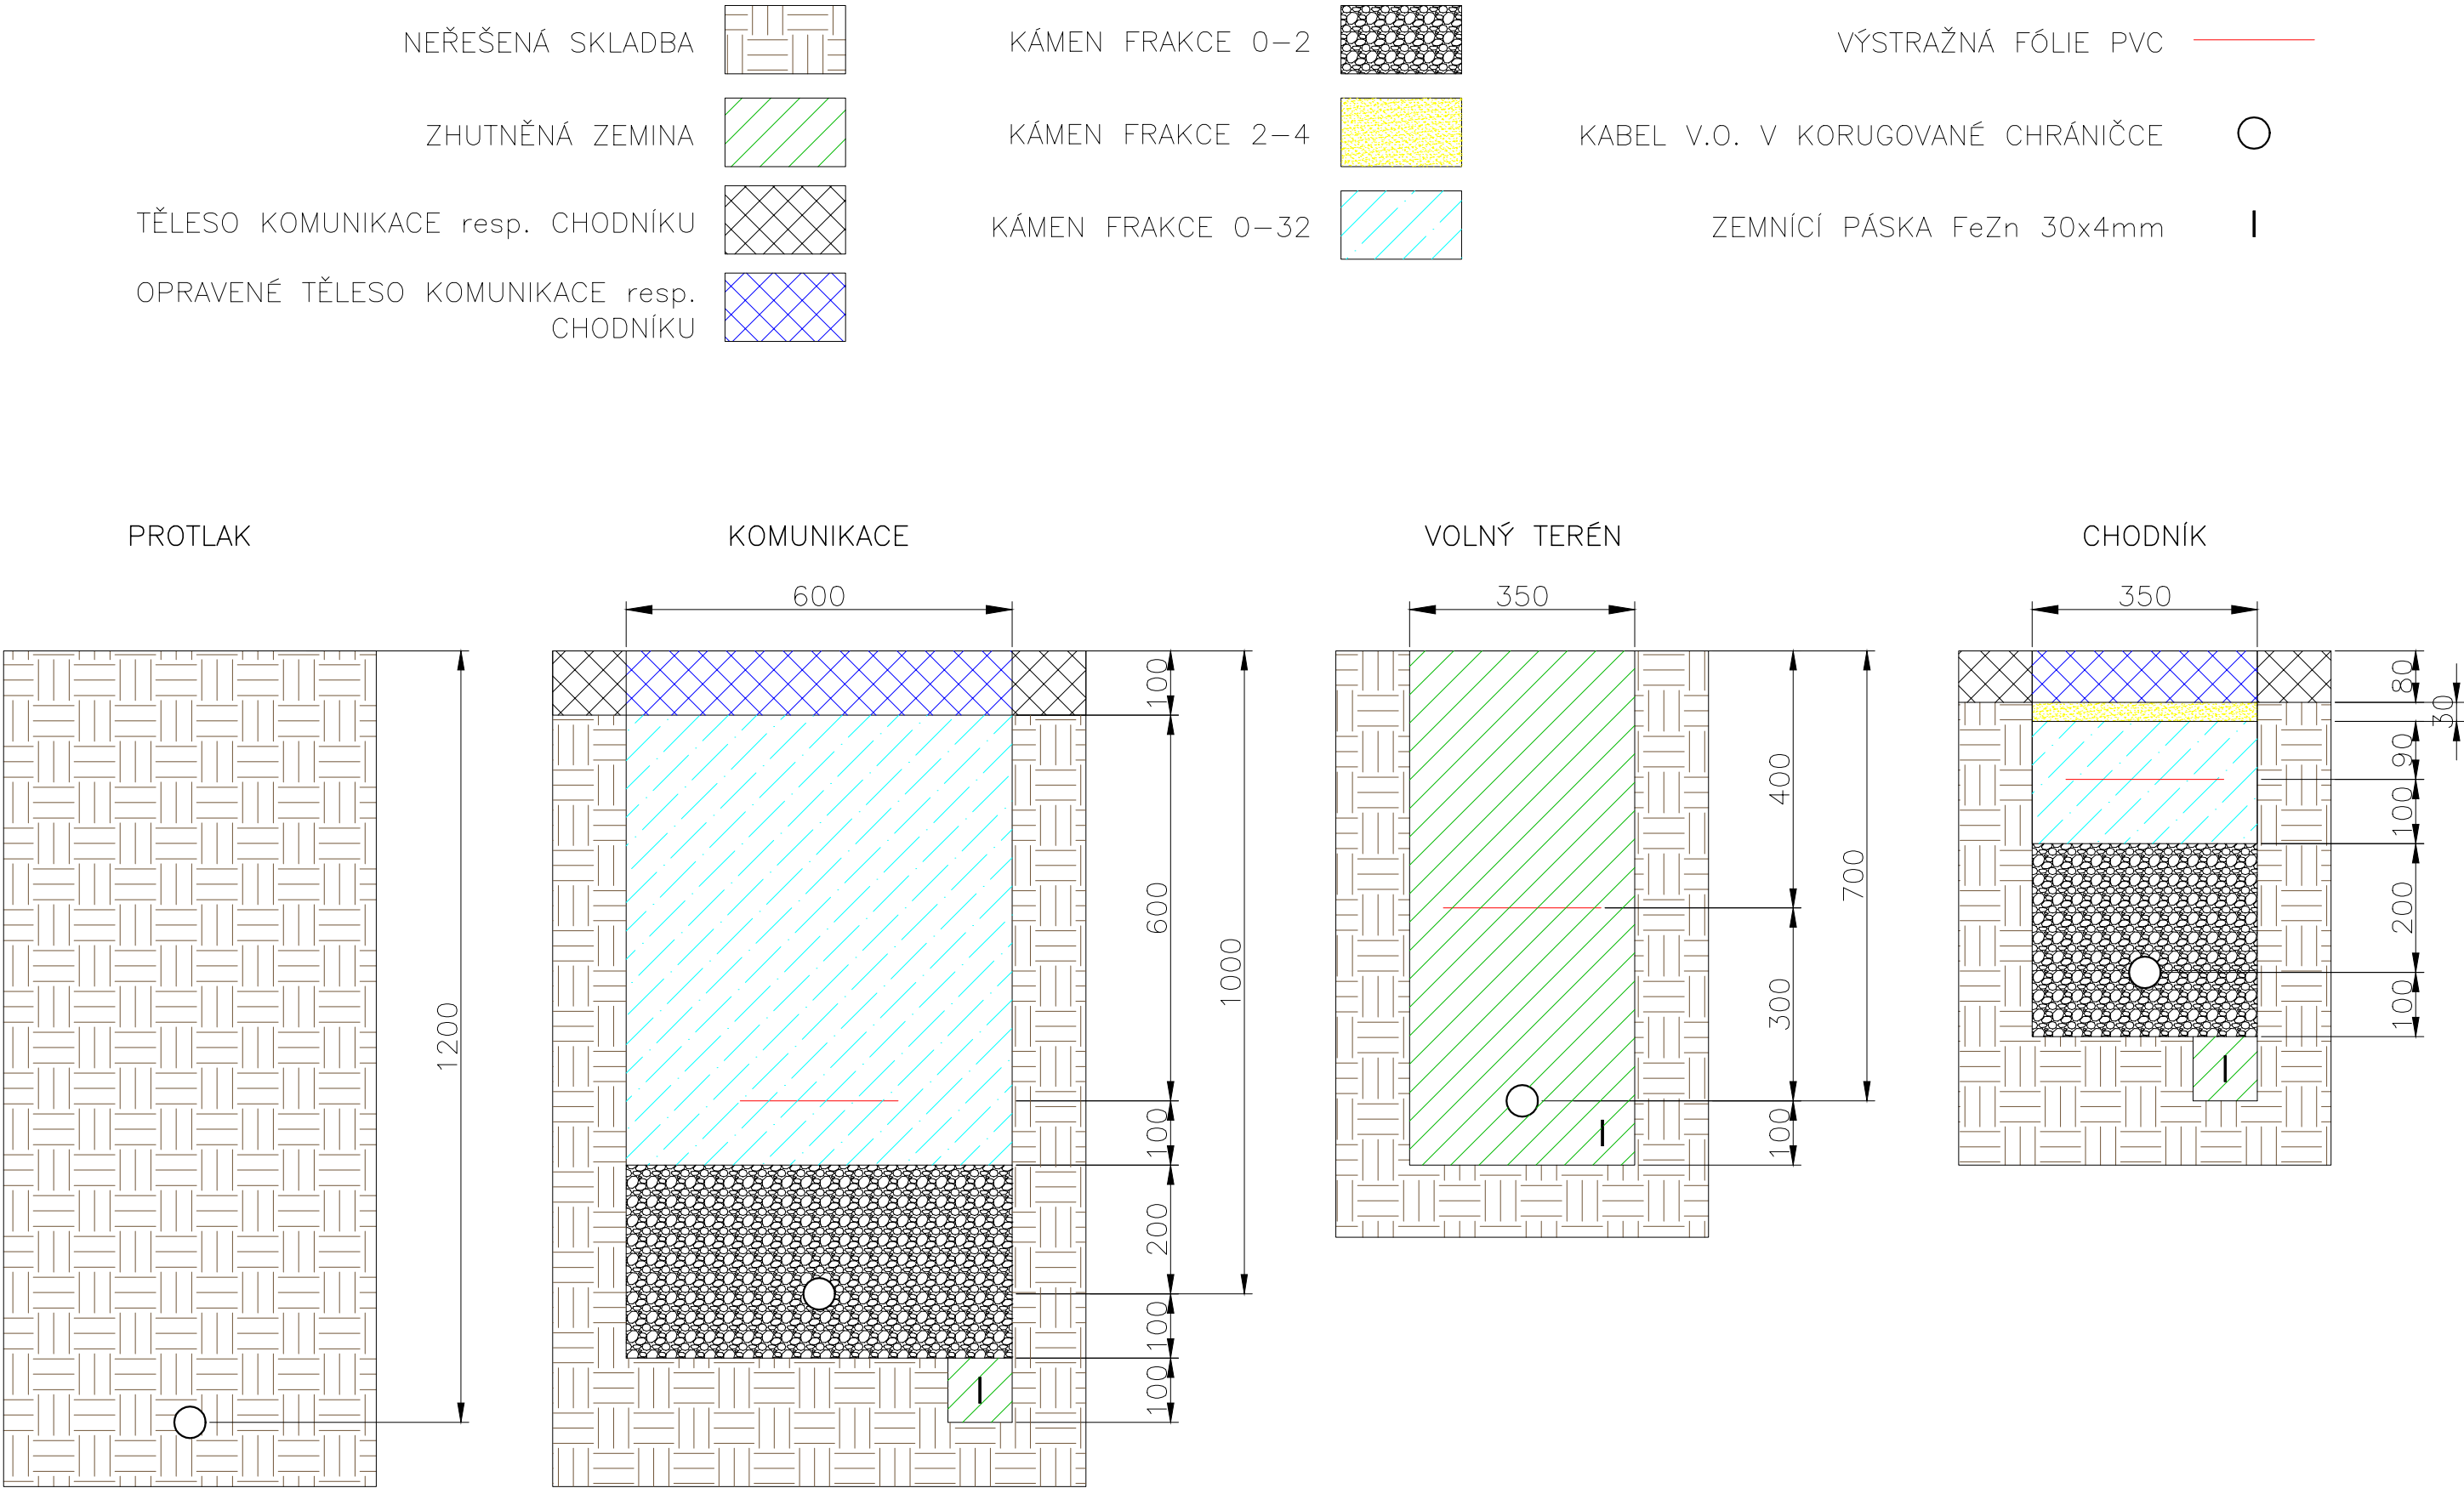 NEŘEŠENÁ SKLADBA
ZHUTNĚNÁ ZEMINA
TĚLESO KOMUNIKACE resp. CHODNÍKU
OPRAVENÉ TĚLESO KOMUNIKACE resp.
CHODNÍKU
KÁMEN FRAKCE 0-2
KÁMEN FRAKCE 2-4
KÁMEN FRAKCE 0-32
VÝSTRAŽNÁ FÓLIE PVC
KABEL V.O. V KORUGOVANÉ CHRÁNIČCE
ZEMNÍCÍ PÁSKA FeZn 30x4mm
PROTLAK
1200
KOMUNIKACE
600
100
600
100
200
100
100
1000
VOLNÝ TERÉN
350
400
300
100
700
CHODNÍK
350
80
30
90
100
200
100